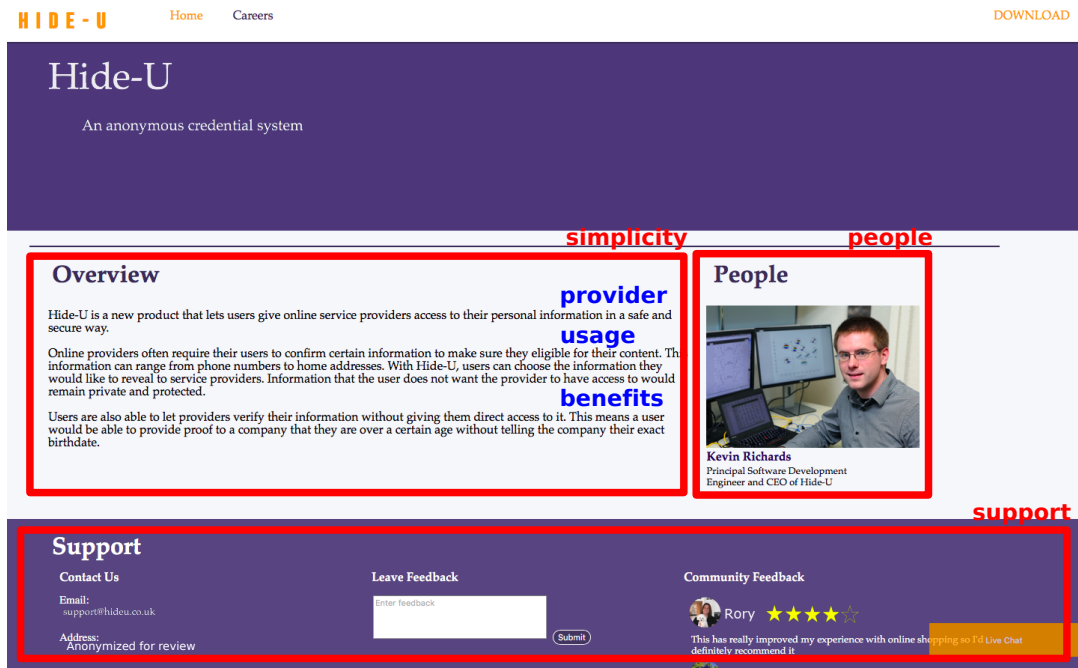 HIDE-U Home Careers DOWNLOAD
Hide-U
An anonymous credential system
simplicity people
Overview
provider
Hide-U is a new product that lets users give online service providers access to their personal information in a safe and
secure way.
usage
Online providers often require their users to confirm certain information to make sure they eligible for their content. Th
information can range from phone numbers to home addresses. With Hide-U, users can choose the information they
would like to reveal to service providers. Information that the user does not want the provider to have access to would
remain private and protected.
benefits
Users are also able to let providers verify their information without giving them direct access to it. This means a user
would be able to provide proof to a company that they are over a certain age without telling the company their exact
birthdate.
People
Kevin Richards
Principal Software Development
Engineer and CEO of Hide-U
support
Support
Contact Us
Email:
support@hideu.co.uk
Address:
Anonymized for review
Leave Feedback
Enter feedback
Submit
Community Feedback
Rory
This has really improved my experience with online shopping so I'd
definitely recommend it
Live Chat